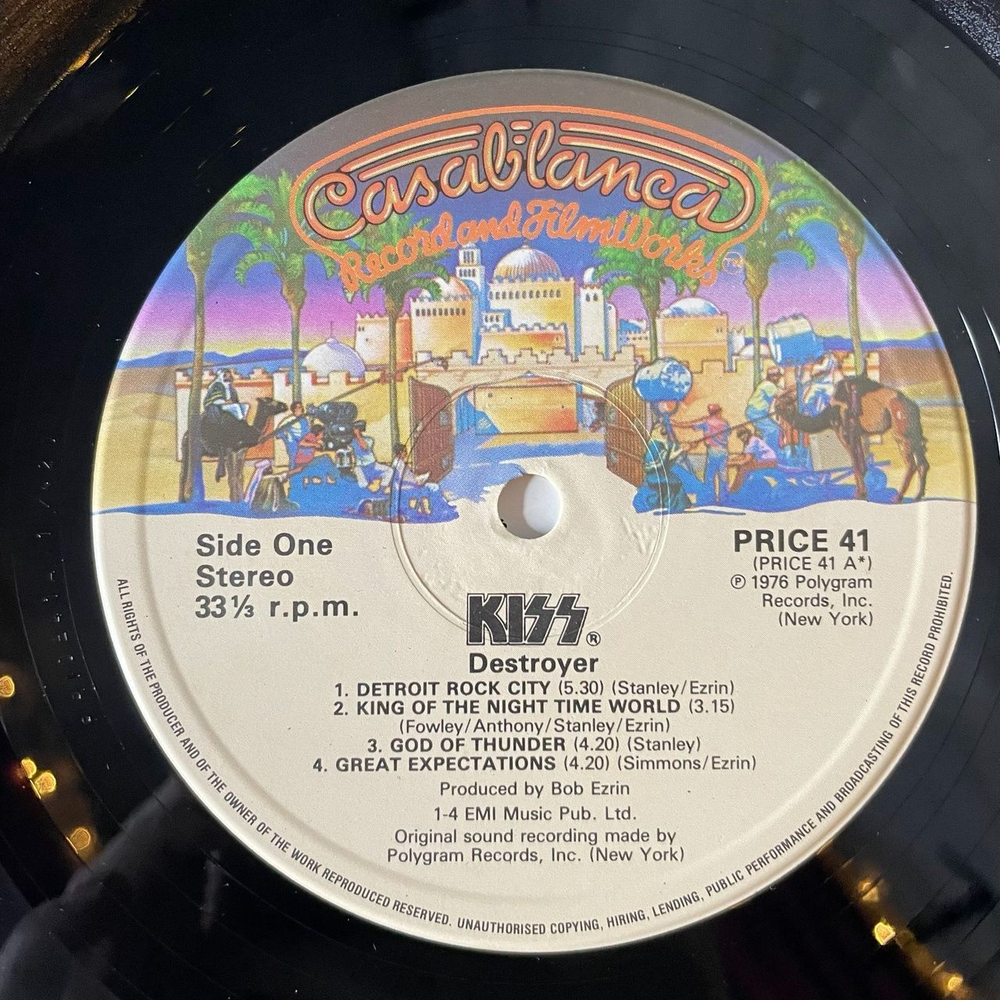 Casablanca
Record and FilmWorks TM
Side One
Stereo
33⅓ r.p.m.
PRICE 41
(PRICE 41 A*)
Ⓟ 1976 Polygram
Records, Inc.
(New York)
KISS®
Destroyer
1. DETROIT ROCK CITY (5.30) (Stanley/Ezrin)
2. KING OF THE NIGHT TIME WORLD (3.15)
(Fowley/Anthony/Stanley/Ezrin)
3. GOD OF THUNDER (4.20) (Stanley)
4. GREAT EXPECTATIONS (4.20) (Simmons/Ezrin)
Produced by Bob Ezrin
1-4 EMI Music Pub. Ltd.
Original sound recording made by
Polygram Records, Inc. (New York)
ALL RIGHTS OF THE PRODUCER AND OF THE OWNER OF THE WORK REPRODUCED RESERVED. UNAUTHORISED COPYING, HIRING, LENDING, PUBLIC PERFORMANCE AND BROADCASTING OF THIS RECORD PROHIBITED.